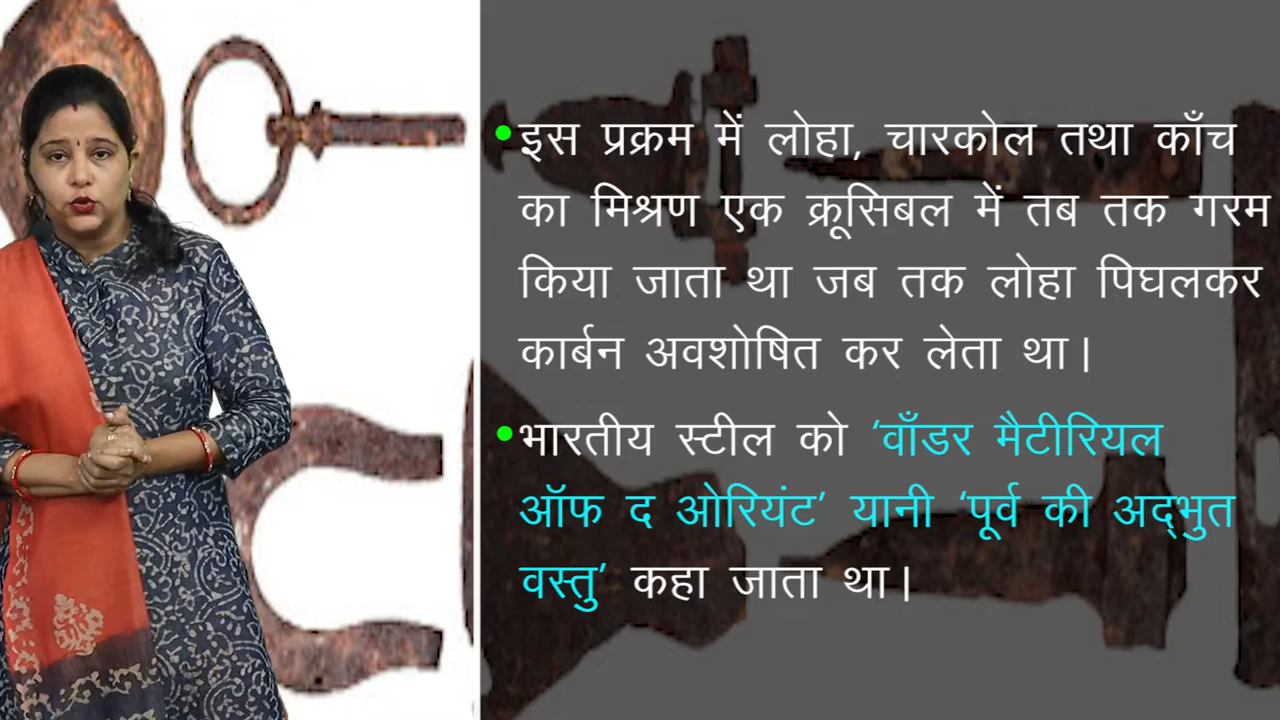 • इस प्रक्रम में लोहा, चारकोल तथा काँच
का मिश्रण एक क्रूसिबल में तब तक गरम
किया जाता था जब तक लोहा पिघलकर
कार्बन अवशोषित कर लेता था।
• भारतीय स्टील को ‘वाँडर मैटीरियल
ऑफ द ओरियंट’ यानी ‘पूर्व की अद्भुत
वस्तु’ कहा जाता था।